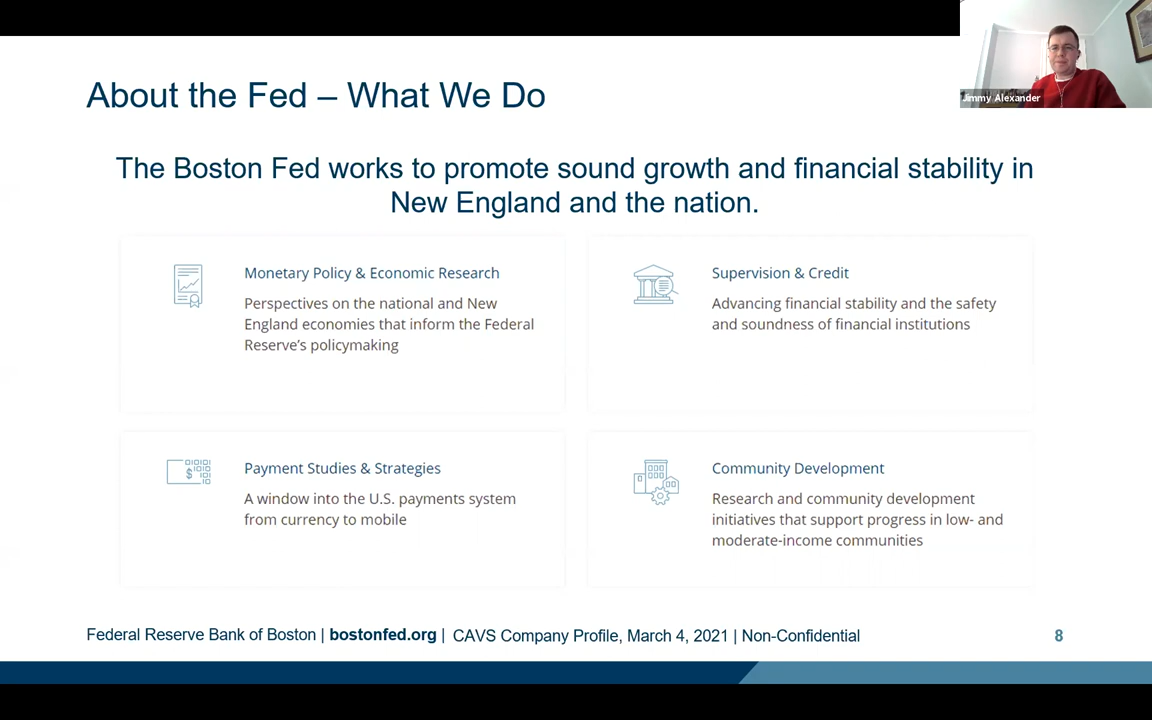 About the Fed – What We Do
Jimmy Alexander
The Boston Fed works to promote sound growth and financial stability in
New England and the nation.
Monetary Policy & Economic Research
Perspectives on the national and New
England economies that inform the Federal
Reserve's policymaking
Supervision & Credit
Advancing financial stability and the safety
and soundness of financial institutions
Payment Studies & Strategies
A window into the U.S. payments system
from currency to mobile
Community Development
Research and community development
initiatives that support progress in low- and
moderate-income communities
Federal Reserve Bank of Boston | bostonfed.org | CAVS Company Profile, March 4, 2021 | Non-Confidential
8